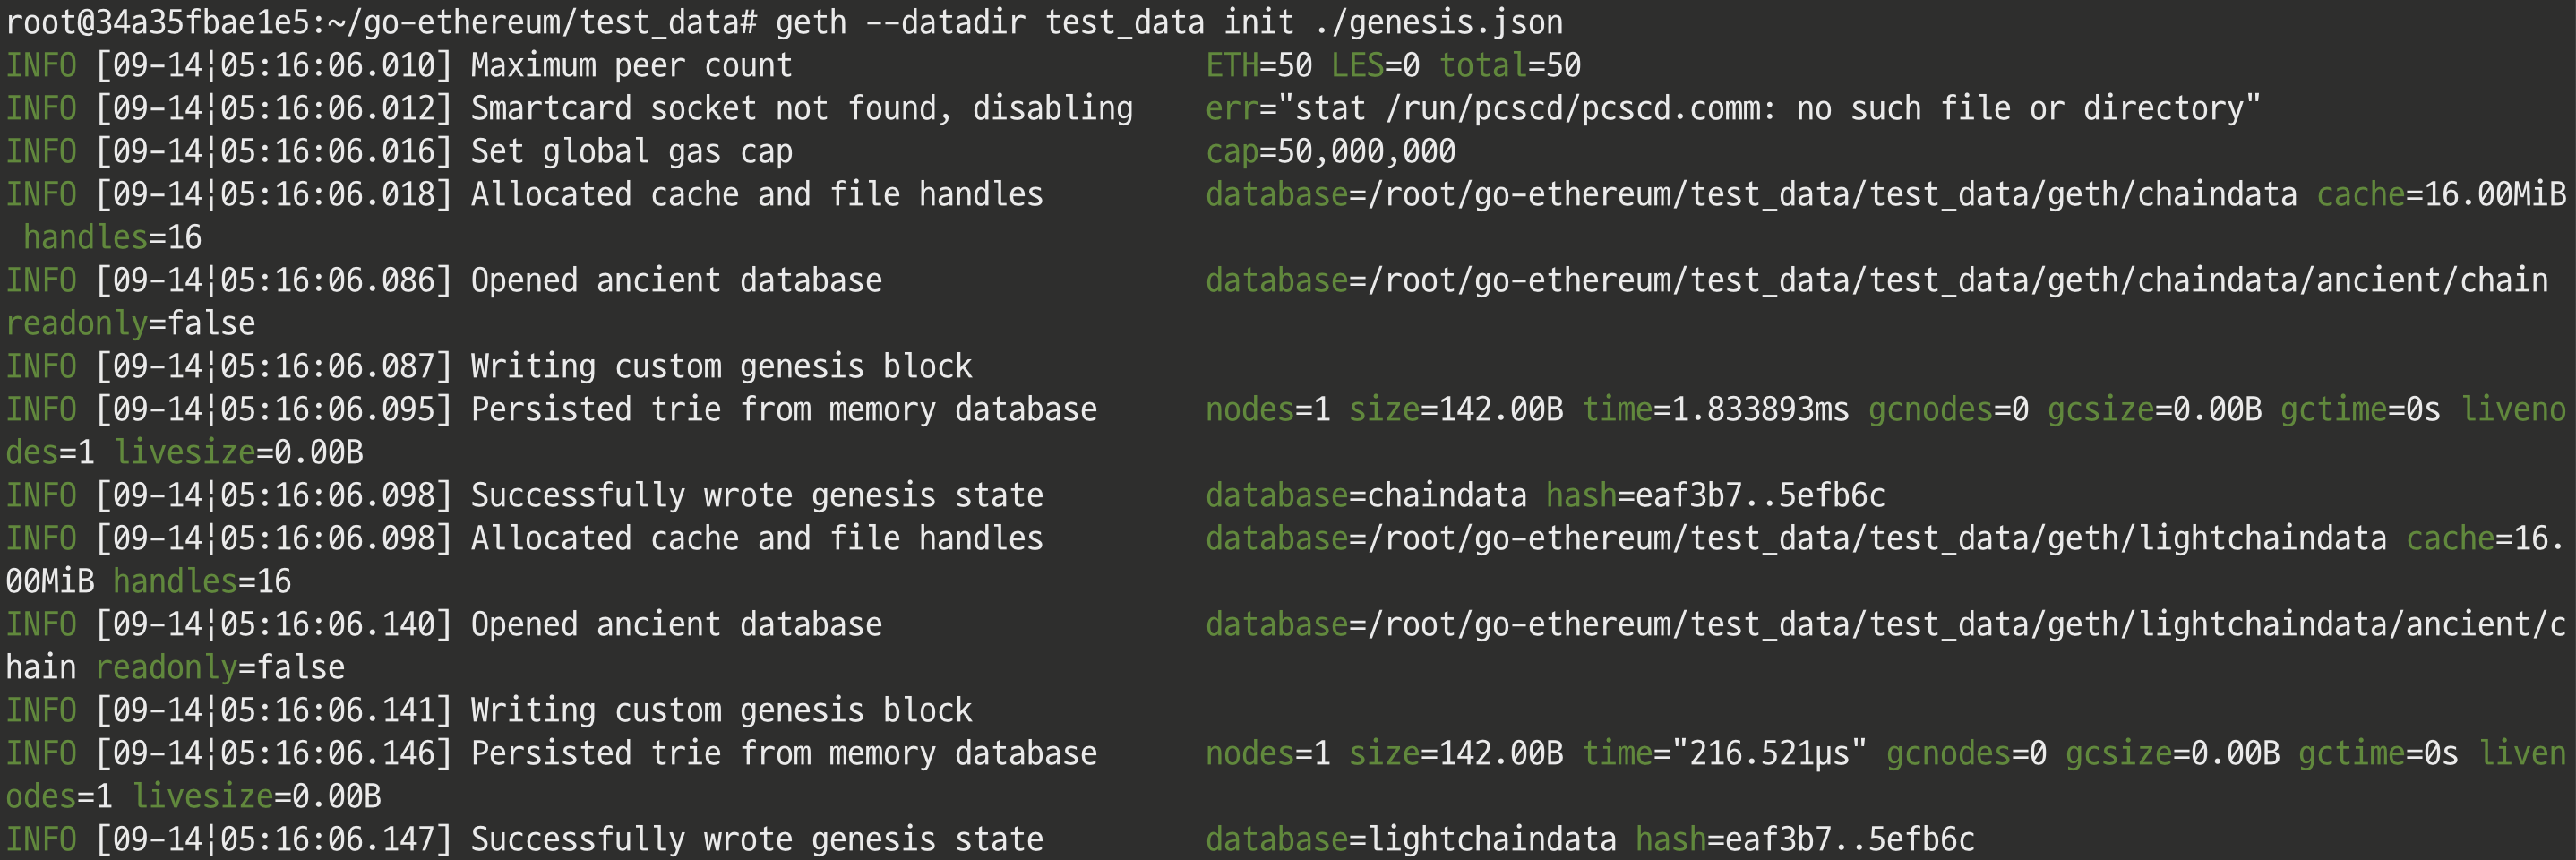 root@34a35fbae1e5:~/go-ethereum/test_data# geth --datadir test_data init ./genesis.json
INFO [09-14|05:16:06.010] Maximum peer count                       ETH=50 LES=0 total=50
INFO [09-14|05:16:06.012] Smartcard socket not found, disabling    err="stat /run/pcscd/pcscd.comm: no such file or directory"
INFO [09-14|05:16:06.016] Set global gas cap                       cap=50,000,000
INFO [09-14|05:16:06.018] Allocated cache and file handles         database=/root/go-ethereum/test_data/test_data/geth/chaindata cache=16.00MiB
 handles=16
INFO [09-14|05:16:06.086] Opened ancient database                  database=/root/go-ethereum/test_data/test_data/geth/chaindata/ancient/chain
readonly=false
INFO [09-14|05:16:06.087] Writing custom genesis block
INFO [09-14|05:16:06.095] Persisted trie from memory database      nodes=1 size=142.00B time=1.833893ms gcnodes=0 gcsize=0.00B gctime=0s liveno
des=1 livesize=0.00B
INFO [09-14|05:16:06.098] Successfully wrote genesis state         database=chaindata hash=eaf3b7..5efb6c
INFO [09-14|05:16:06.098] Allocated cache and file handles         database=/root/go-ethereum/test_data/test_data/geth/lightchaindata cache=16.
00MiB handles=16
INFO [09-14|05:16:06.140] Opened ancient database                  database=/root/go-ethereum/test_data/test_data/geth/lightchaindata/ancient/c
hain readonly=false
INFO [09-14|05:16:06.141] Writing custom genesis block
INFO [09-14|05:16:06.146] Persisted trie from memory database      nodes=1 size=142.00B time="216.521µs" gcnodes=0 gcsize=0.00B gctime=0s liven
odes=1 livesize=0.00B
INFO [09-14|05:16:06.147] Successfully wrote genesis state         database=lightchaindata hash=eaf3b7..5efb6c